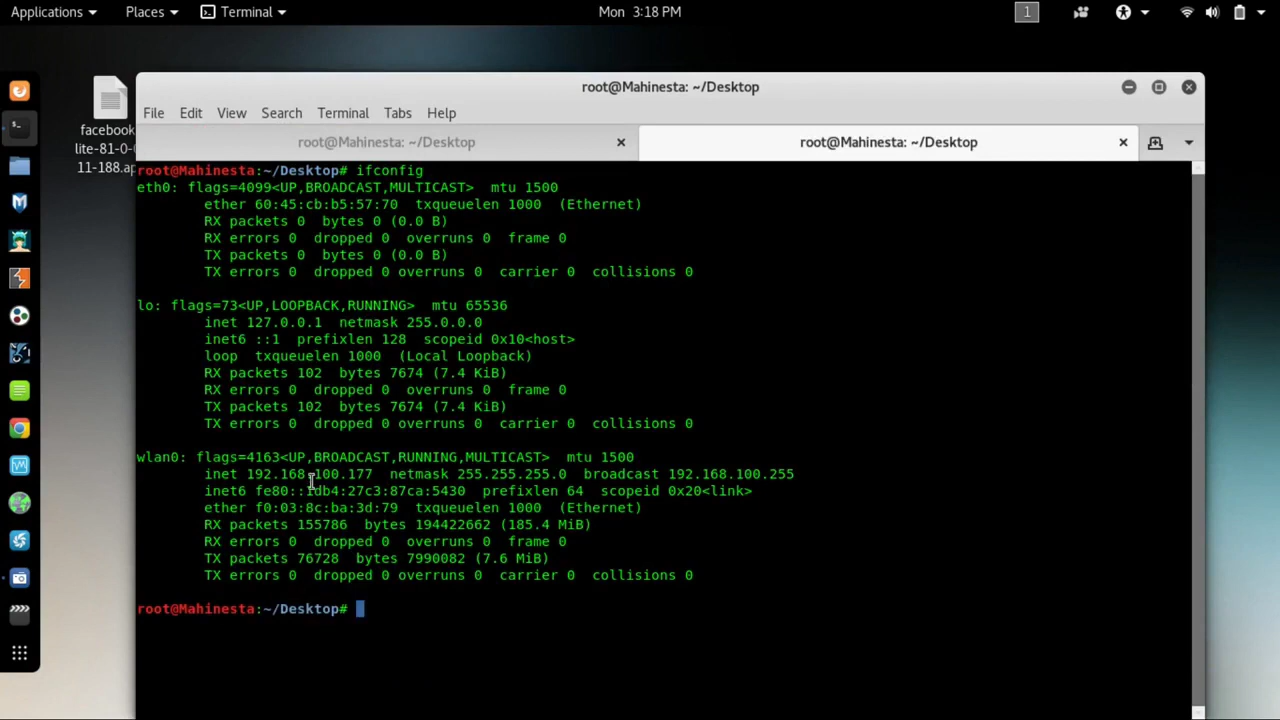 Applications Places Terminal Mon 3:18 PM 1
root@Mahinesta: ~/Desktop
File Edit View Search Terminal Tabs Help
root@Mahinesta: ~/Desktop root@Mahinesta: ~/Desktop
facebook
lite-81-0-
11-188.ap
root@Mahinesta:~/Desktop# ifconfig
eth0: flags=4099<UP,BROADCAST,MULTICAST> mtu 1500
ether 60:45:cb:b5:57:70 txqueuelen 1000 (Ethernet)
RX packets 0 bytes 0 (0.0 B)
RX errors 0 dropped 0 overruns 0 frame 0
TX packets 0 bytes 0 (0.0 B)
TX errors 0 dropped 0 overruns 0 carrier 0 collisions 0
lo: flags=73<UP,LOOPBACK,RUNNING> mtu 65536
inet 127.0.0.1 netmask 255.0.0.0
inet6 ::1 prefixlen 128 scopeid 0x10<host>
loop txqueuelen 1000 (Local Loopback)
RX packets 102 bytes 7674 (7.4 KiB)
RX errors 0 dropped 0 overruns 0 frame 0
TX packets 102 bytes 7674 (7.4 KiB)
TX errors 0 dropped 0 overruns 0 carrier 0 collisions 0
wlan0: flags=4163<UP,BROADCAST,RUNNING,MULTICAST> mtu 1500
inet 192.168.100.177 netmask 255.255.255.0 broadcast 192.168.100.255
inet6 fe80::1db4:27c3:87ca:5430 prefixlen 64 scopeid 0x20<link>
ether f0:03:8c:ba:3d:79 txqueuelen 1000 (Ethernet)
RX packets 155786 bytes 194422662 (185.4 MiB)
RX errors 0 dropped 0 overruns 0 frame 0
TX packets 76728 bytes 7990082 (7.6 MiB)
TX errors 0 dropped 0 overruns 0 carrier 0 collisions 0
root@Mahinesta:~/Desktop#